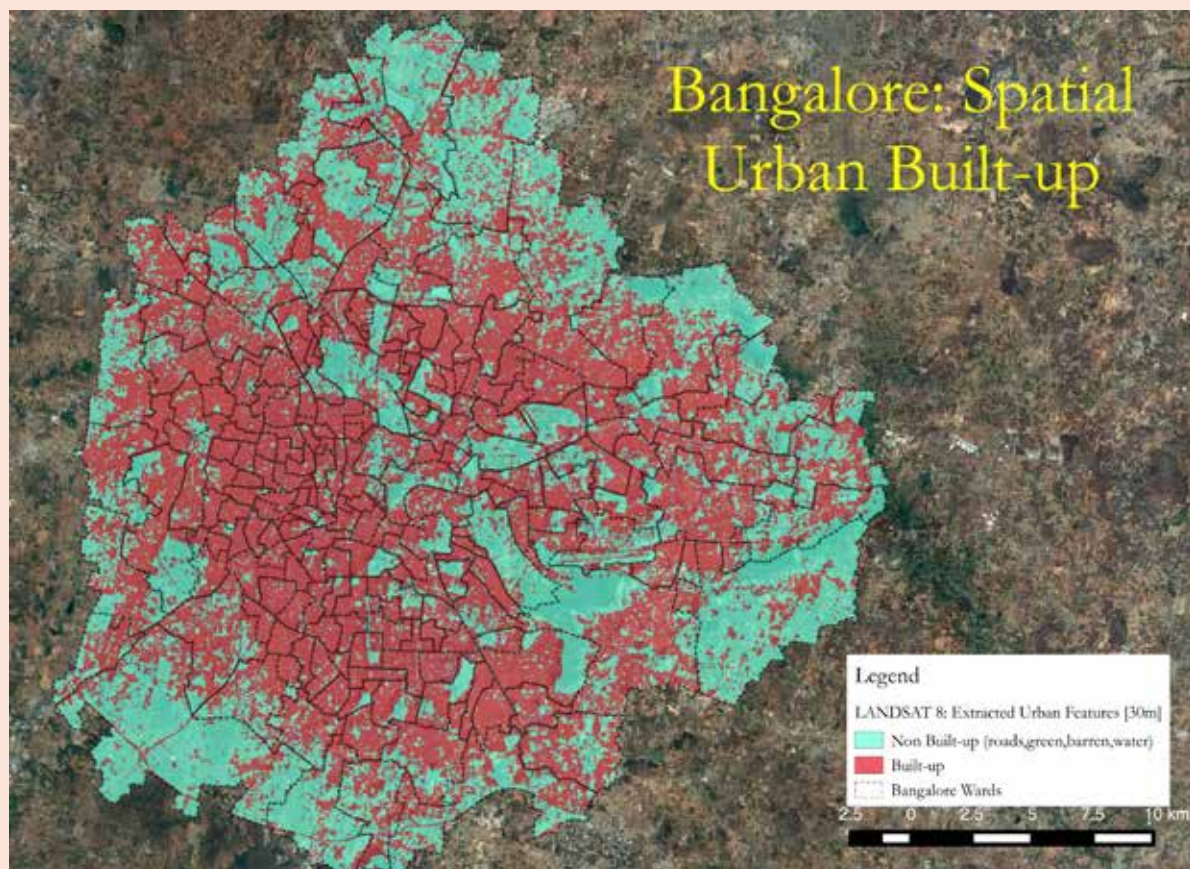 Bangalore: Spatial
Urban Built-up
Legend
LANDSAT 8: Extracted Urban Features [30m]
Non Built-up (roads,green,barren,water)
Built-up
Bangalore Wards
2.5 0 2.5 5 7.5 10 km